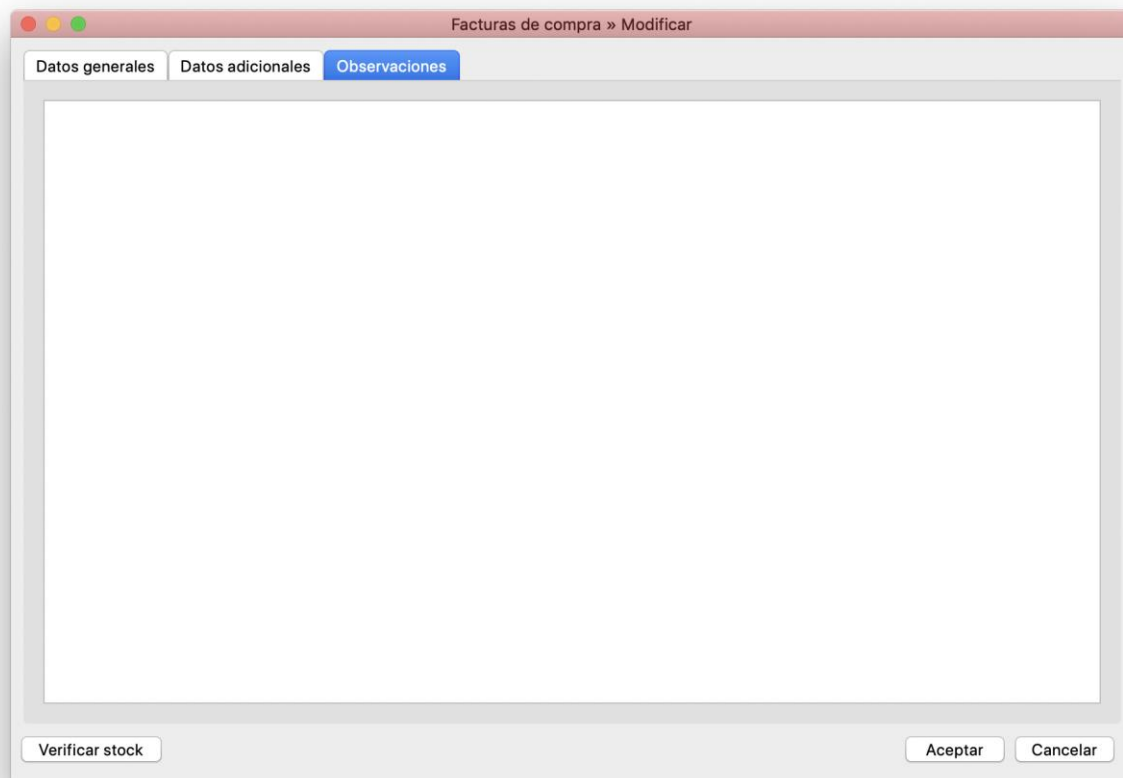 Facturas de compra » Modificar
Datos generales Datos adicionales Observaciones
Verificar stock Aceptar Cancelar